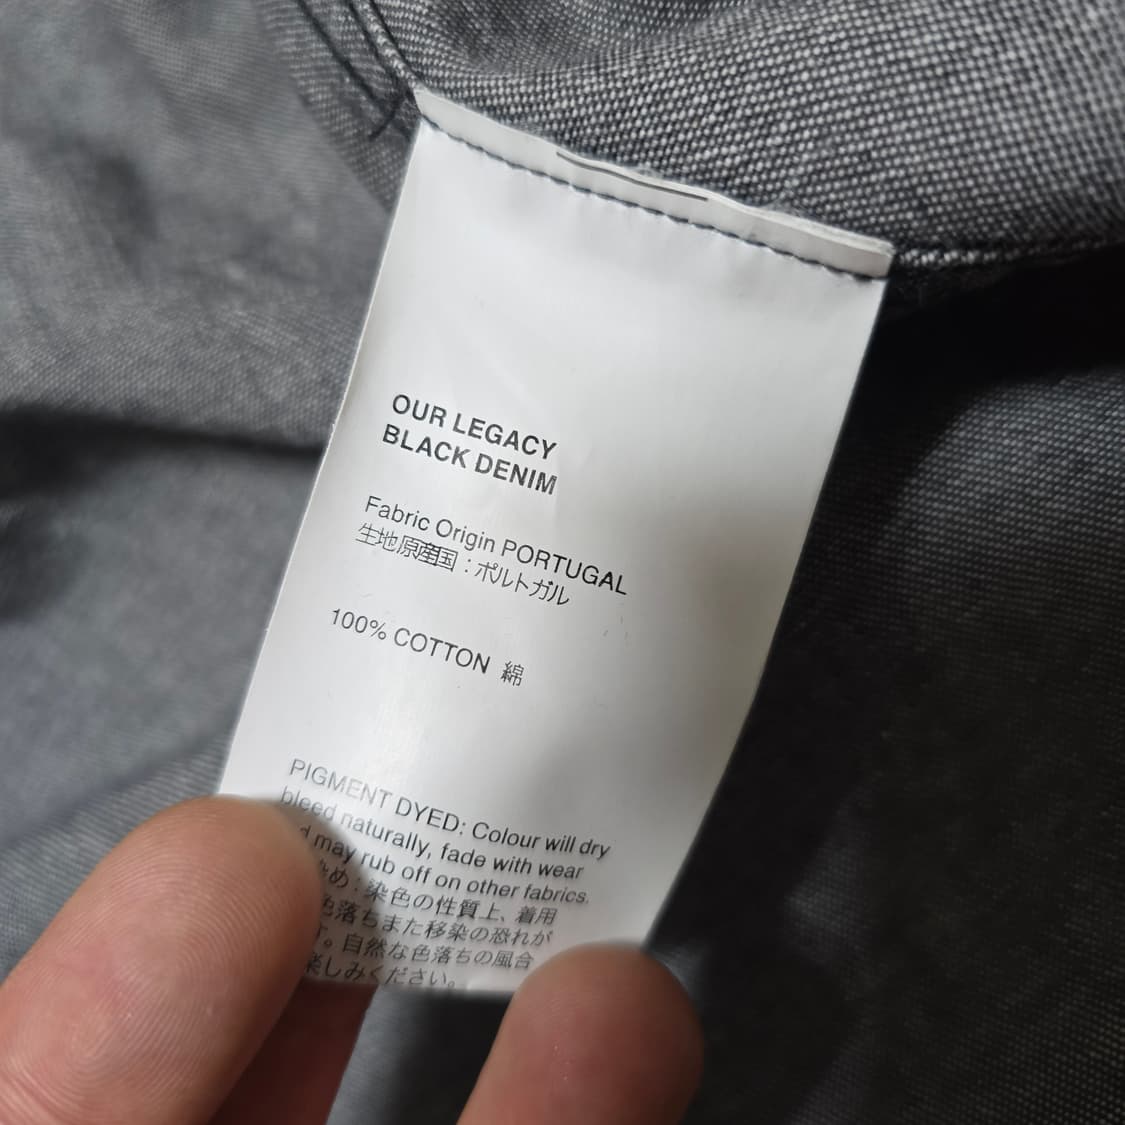 OUR LEGACY
BLACK DENIM
Fabric Origin PORTUGAL
生地原産国：ポルトガル
100% COTTON 綿
PIGMENT DYED: Colour will dry
bleed naturally, fade with wear
may rub off on other fabrics.
染め：染色の性質上、着用
色落ちまた移染の恐れが
す。自然な色落ちの風合
楽しみください。